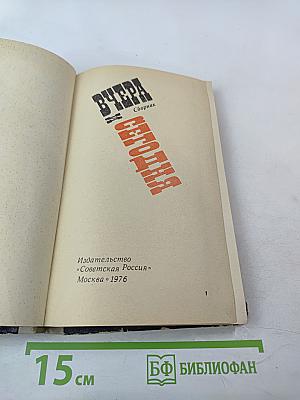 ВЧЕРА
и
Сборник
СЕГОДНЯ
Издательство
«Советская Россия»
Москва • 1976
1
15 см
БФ БИБЛИОФАН